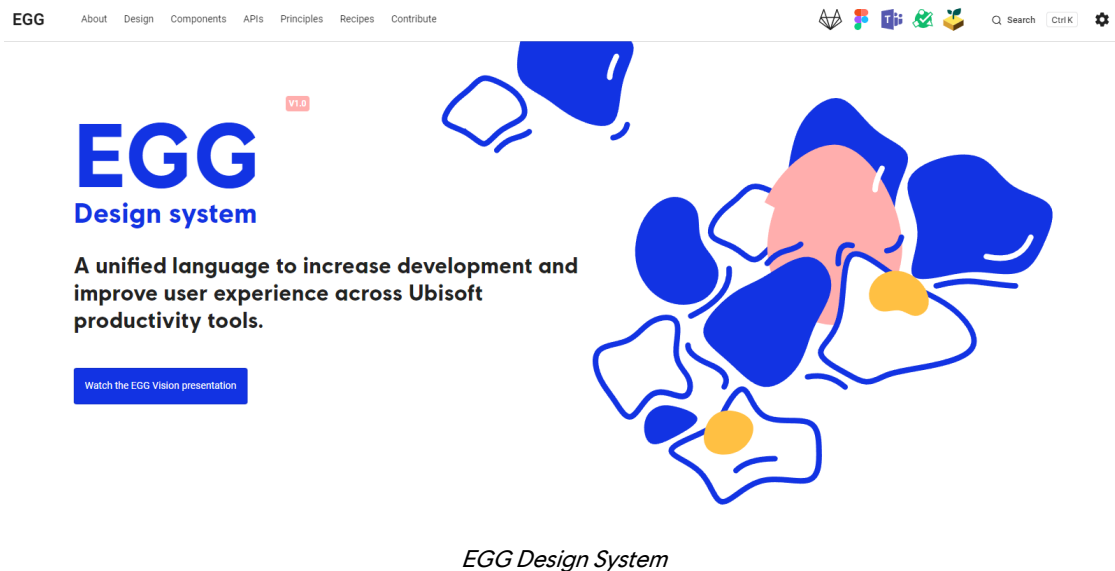 EGG About Design Components APIs Principles Recipes Contribute Search Ctrl K
V1.0
EGG
Design system
A unified language to increase development and
improve user experience across Ubisoft
productivity tools.
Watch the EGG Vision presentation
EGG Design System